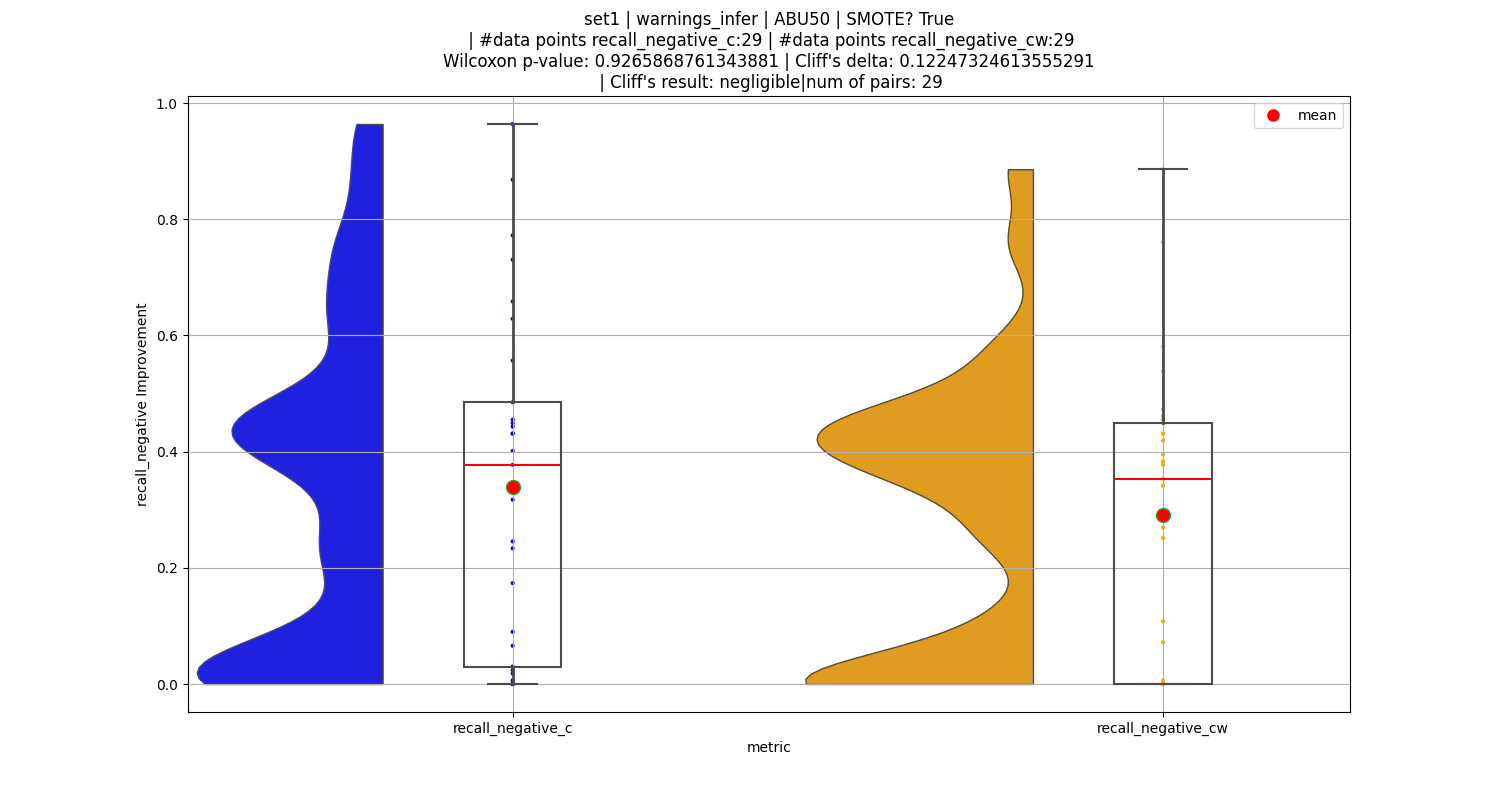 set1 | warnings_infer | ABU50 | SMOTE? True
| #data points recall_negative_c:29 | #data points recall_negative_cw:29
Wilcoxon p-value: 0.9265868761343881 | Cliff's delta: 0.12247324613555291
| Cliff's result: negligible|num of pairs: 29
mean
1.0
0.8
0.6
0.4
0.2
0.0
recall_negative Improvement
recall_negative_c
recall_negative_cw
metric